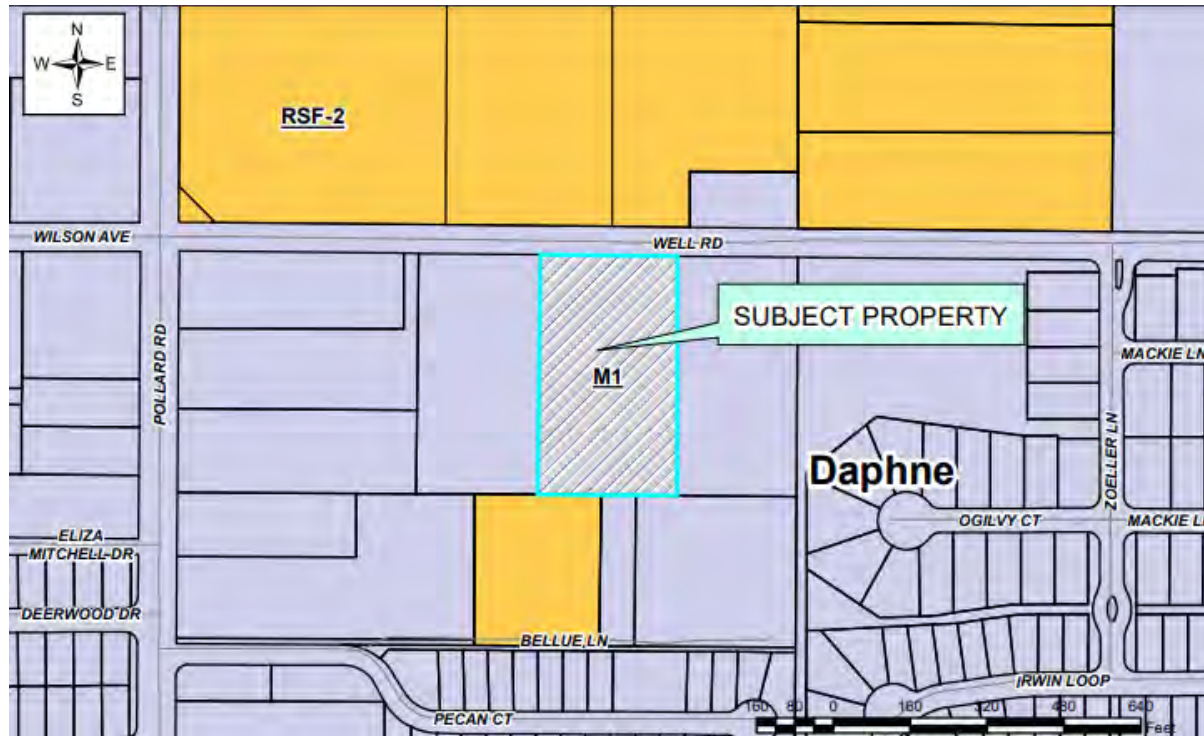 N
W E
S
RSF-2
WILSON AVE
WELL RD
SUBJECT PROPERTY
POLLARD RD
M1
MACKIE LN
Daphne
ZOELLER LN
OGILVY CT
MACKIE L
ELIZA
MITCHELL DR
DEERWOOD DR
BELLUE LN
IRWIN LOOP
PECAN CT
160 80 0 160 320 480 640
Feet